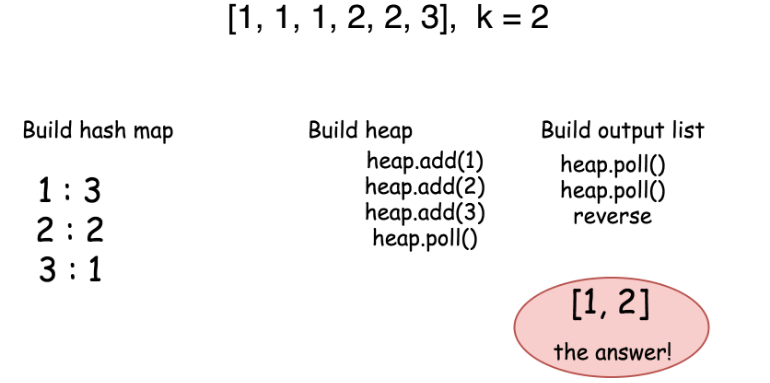 [1, 1, 1, 2, 2, 3], k = 2
Build hash map
1 : 3
2 : 2
3 : 1
Build heap
heap.add(1)
heap.add(2)
heap.add(3)
heap.poll()
Build output list
heap.poll()
heap.poll()
reverse
[1, 2]
the answer!